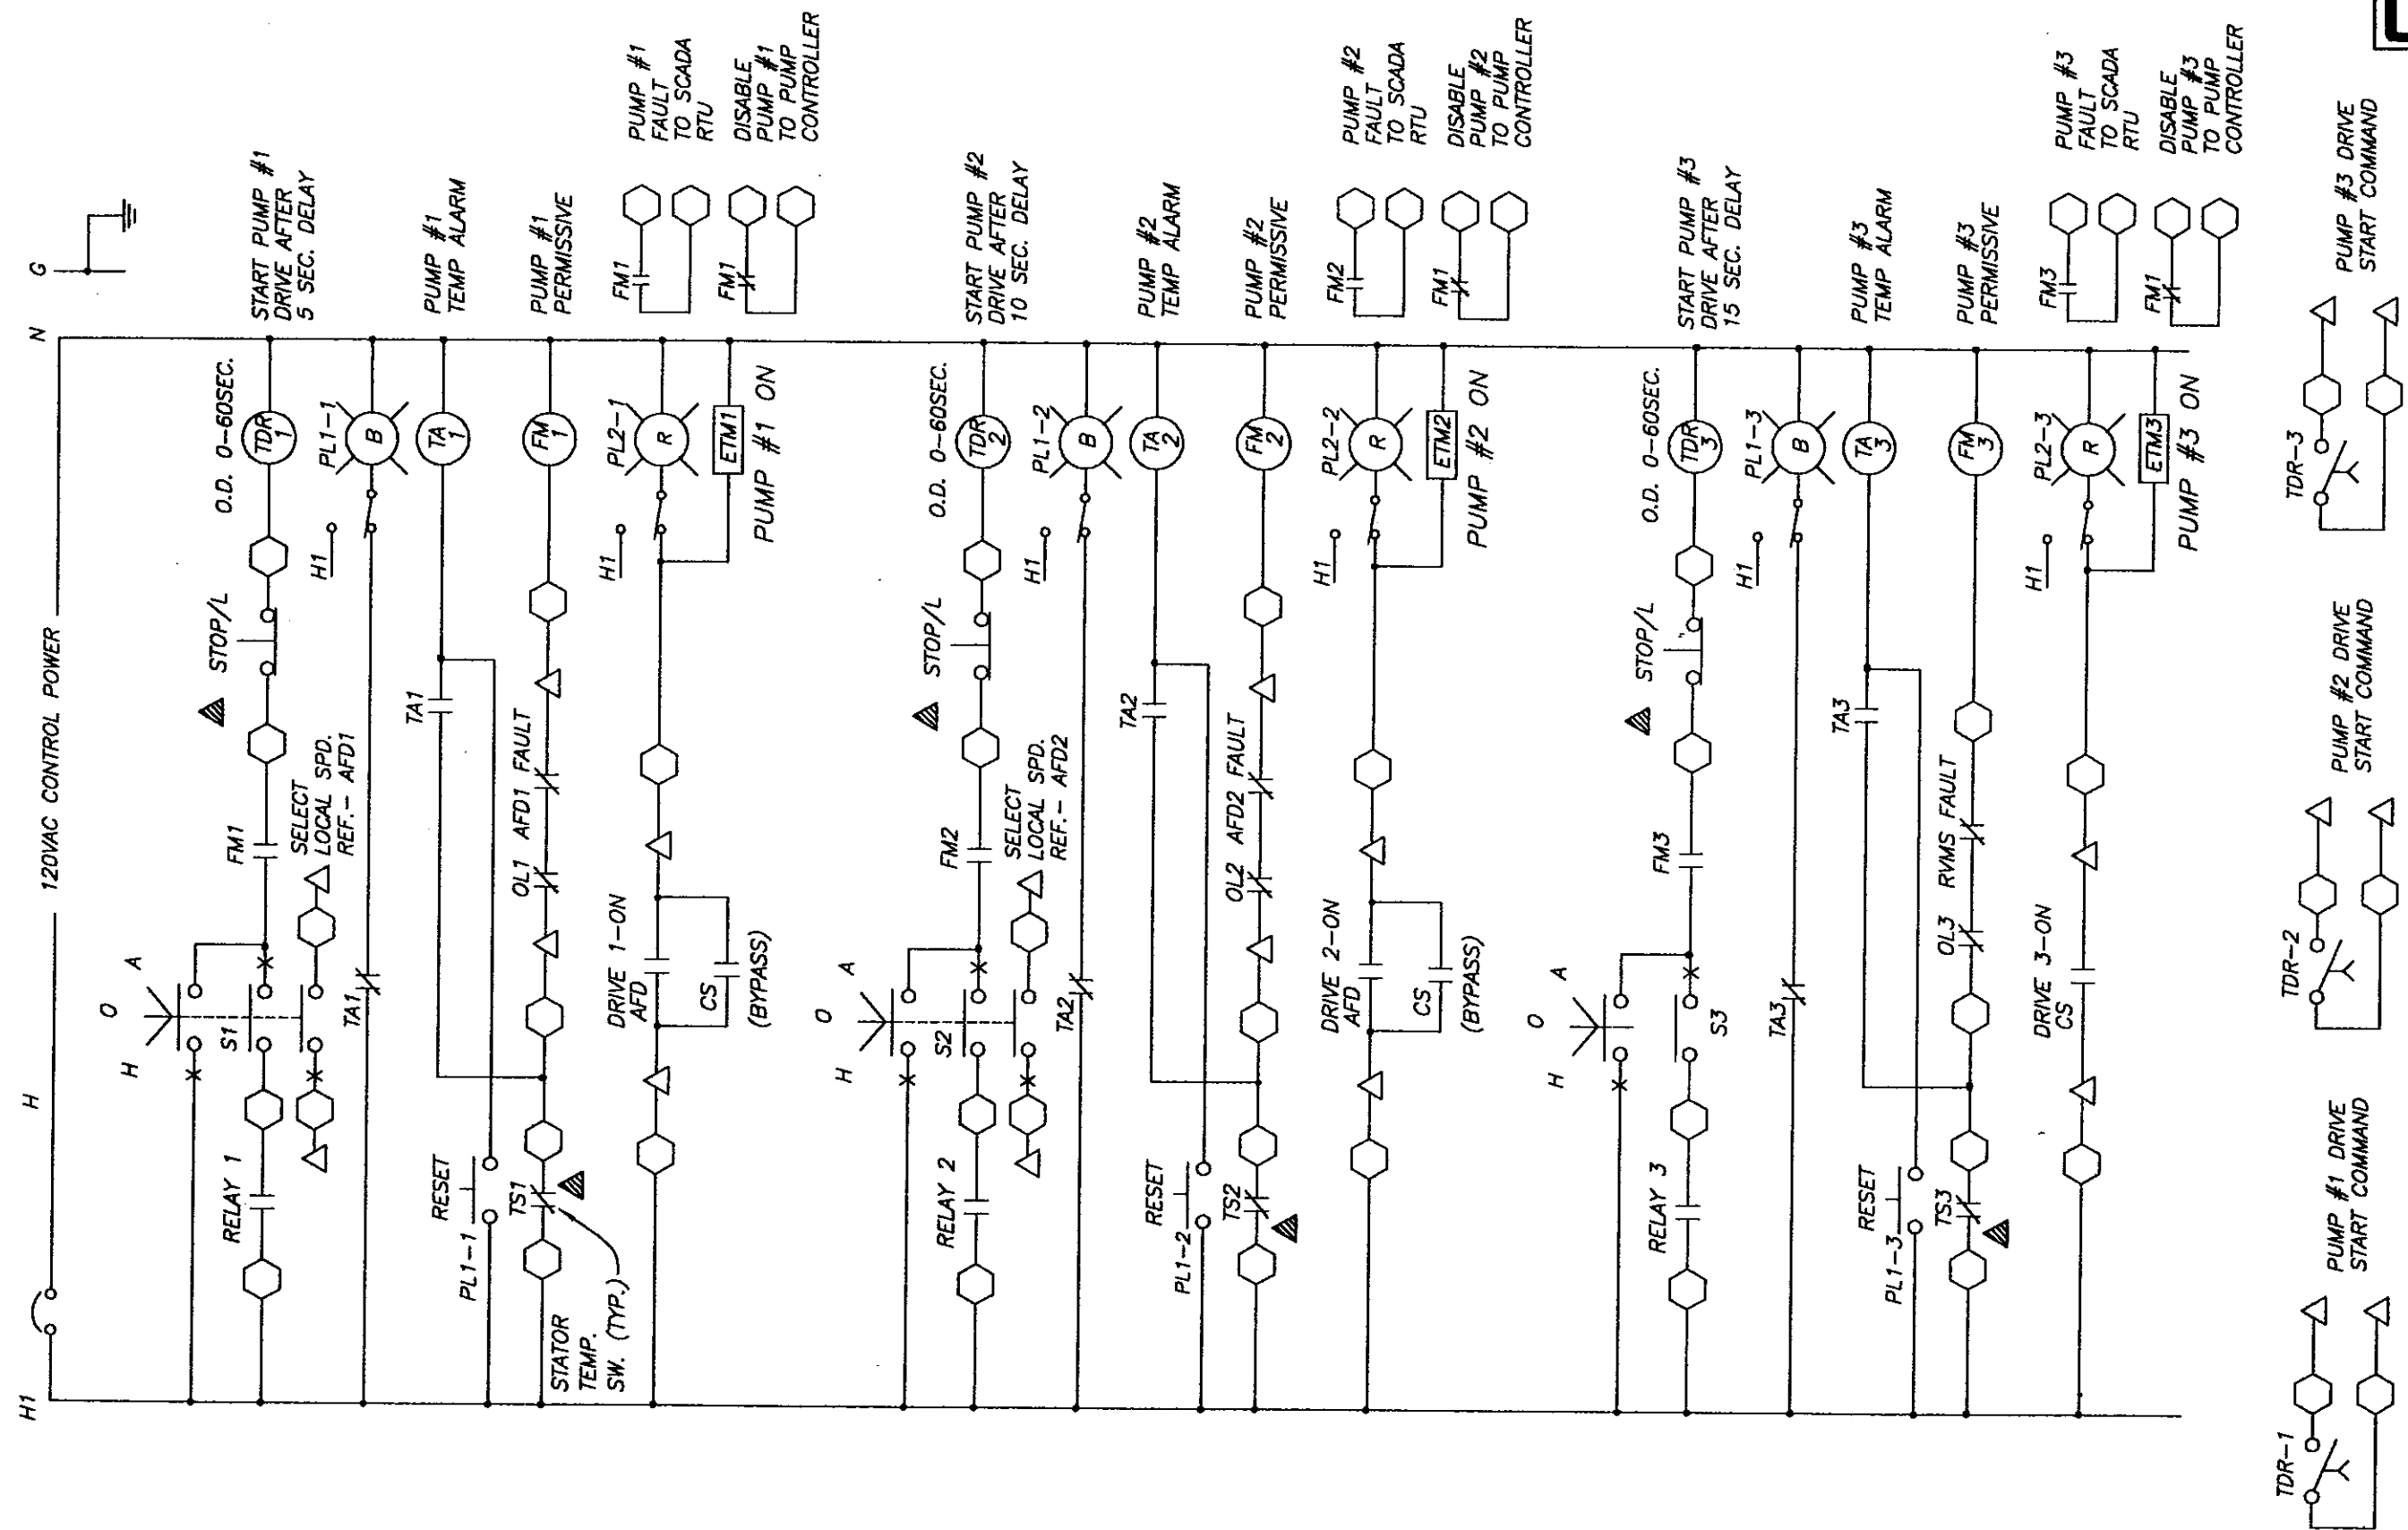 H1
H
120VAC CONTROL POWER
N
G
H
O
A
S1
FM1
STOP/L
O.D. 0-60SEC.
TDR
1
START PUMP #1
DRIVE AFTER
5 SEC. DELAY
RELAY 1
SELECT
LOCAL SPD.
REF.- AFD1
TA1
H1
PL1-1
B
RESET
PL1-1
TA1
TA
1
PUMP #1
TEMP ALARM
STATOR
TEMP.
SW. (TYP.)
TS1
OL1 AFD1 FAULT
FM
1
PUMP #1
PERMISSIVE
DRIVE 1-ON
AFD
CS
(BYPASS)
H1
PL2-1
R
ETM1
PUMP #1 ON
FM1
PUMP #1
FAULT
TO SCADA
RTU
FM1
DISABLE
PUMP #1
TO PUMP
CONTROLLER
H
O
A
S2
FM2
STOP/L
O.D. 0-60SEC.
TDR
2
START PUMP #2
DRIVE AFTER
10 SEC. DELAY
RELAY 2
SELECT
LOCAL SPD.
REF.- AFD2
TA2
H1
PL1-2
B
RESET
PL1-2
TA2
TA
2
PUMP #2
TEMP ALARM
TS2
OL2 AFD2 FAULT
FM
2
PUMP #2
PERMISSIVE
DRIVE 2-ON
AFD
CS
(BYPASS)
H1
PL2-2
R
ETM2
PUMP #2 ON
FM2
PUMP #2
FAULT
TO SCADA
RTU
FM1
DISABLE
PUMP #2
TO PUMP
CONTROLLER
H
O
A
S3
FM3
STOP/L
O.D. 0-60SEC.
TDR
3
START PUMP #3
DRIVE AFTER
15 SEC. DELAY
RELAY 3
TA3
H1
PL1-3
B
RESET
PL1-3
TA3
TA
3
PUMP #3
TEMP ALARM
TS3
OL3 RVMS FAULT
FM
3
PUMP #3
PERMISSIVE
DRIVE 3-ON
CS
H1
PL2-3
R
ETM3
PUMP #3 ON
FM3
PUMP #3
FAULT
TO SCADA
RTU
FM1
DISABLE
PUMP #3
TO PUMP
CONTROLLER
TDR-1
PUMP #1 DRIVE
START COMMAND
TDR-2
PUMP #2 DRIVE
START COMMAND
TDR-3
PUMP #3 DRIVE
START COMMAND